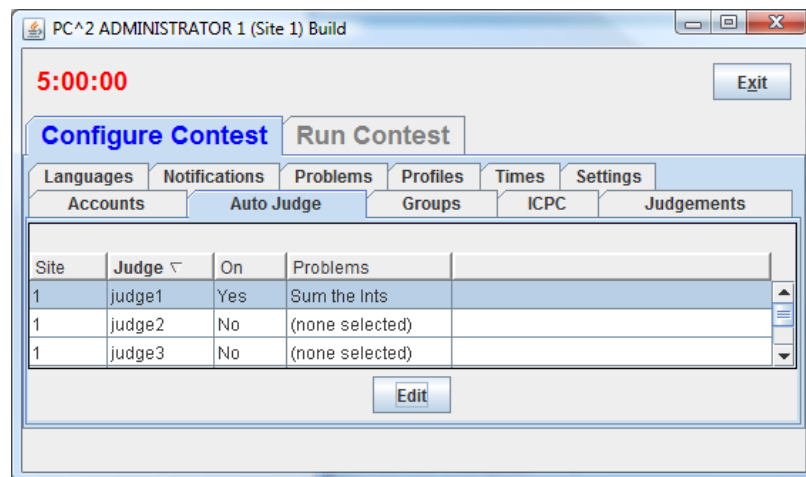 PC^2 ADMINISTRATOR 1 (Site 1) Build
5:00:00
Exit
Configure Contest Run Contest
Languages Notifications Problems Profiles Times Settings
Accounts Auto Judge Groups ICPC Judgements
Site Judge On Problems
1 judge1 Yes Sum the Ints
1 judge2 No (none selected)
1 judge3 No (none selected)
Edit